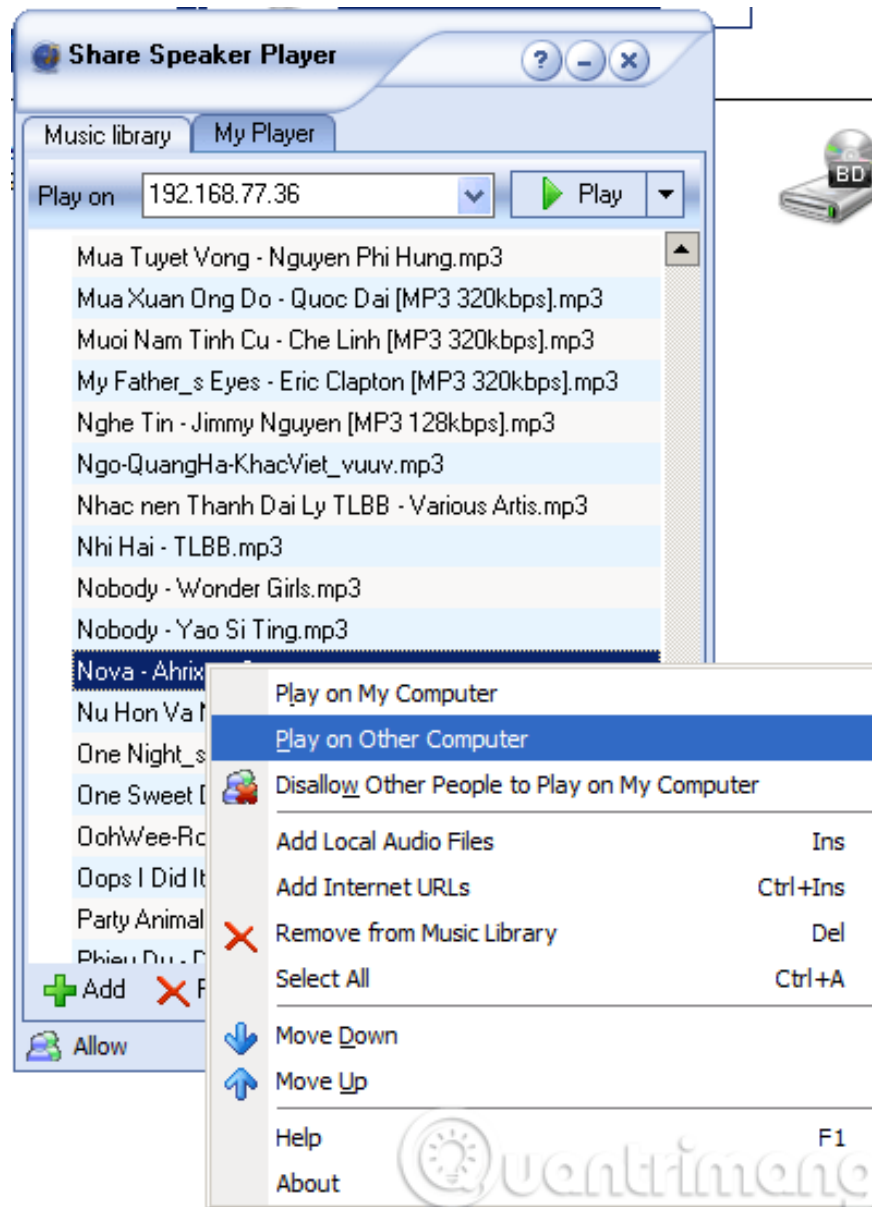 Share Speaker Player
?
BD
Music library My Player
Play on 192.168.77.36 Play
Mua Tuyet Vong - Nguyen Phi Hung.mp3
Mua Xuan Ong Do - Quoc Dai [MP3 320kbps].mp3
Muoi Nam Tinh Cu - Che Linh [MP3 320kbps].mp3
My Father_s Eyes - Eric Clapton [MP3 320kbps].mp3
Nghe Tin - Jimmy Nguyen [MP3 128kbps].mp3
Ngo-QuangHa-KhacViet_vuuv.mp3
Nhac nen Thanh Dai Ly TLBB - Various Artis.mp3
Nhi Hai - TLBB.mp3
Nobody - Wonder Girls.mp3
Nobody - Yao Si Ting.mp3
Nova - Ahrix
Nu Hon Va
One Night_s
One Sweet
OohWee-Ro
Oops I Did It
Party Animal
Add
Allow
Play on My Computer
Play on Other Computer
Disallow Other People to Play on My Computer
Add Local Audio Files Ins
Add Internet URLs Ctrl+Ins
Remove from Music Library Del
Select All Ctrl+A
Move Down
Move Up
Help F1
About
Quantrimang